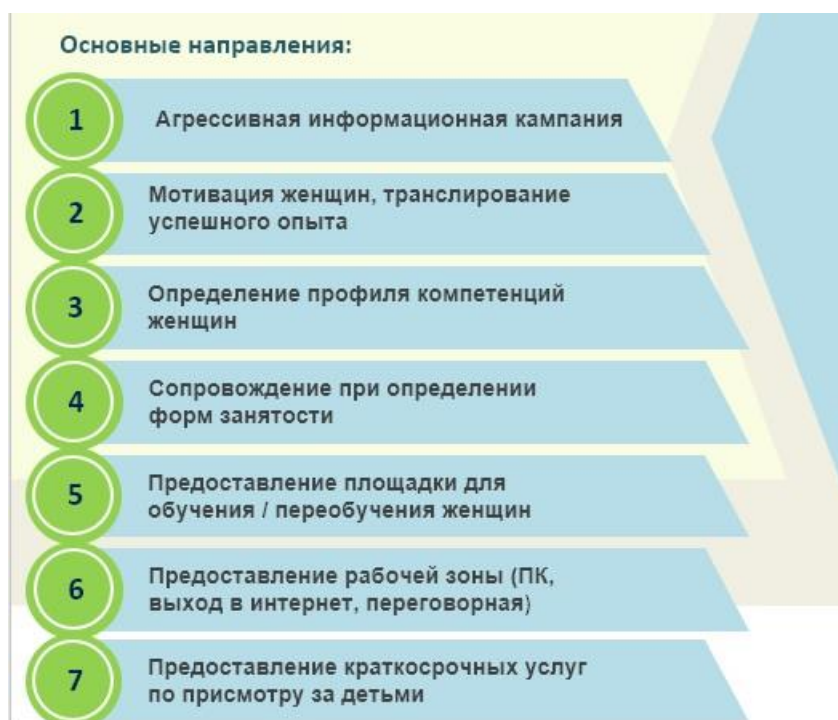 Основные направления:
1
Агрессивная информационная кампания
2
Мотивация женщин, транслирование
успешного опыта
3
Определение профиля компетенций
женщин
4
Сопровождение при определении
форм занятости
5
Предоставление площадки для
обучения / переобучения женщин
6
Предоставление рабочей зоны (ПК,
выход в интернет, переговорная)
7
Предоставление краткосрочных услуг
по присмотру за детьми